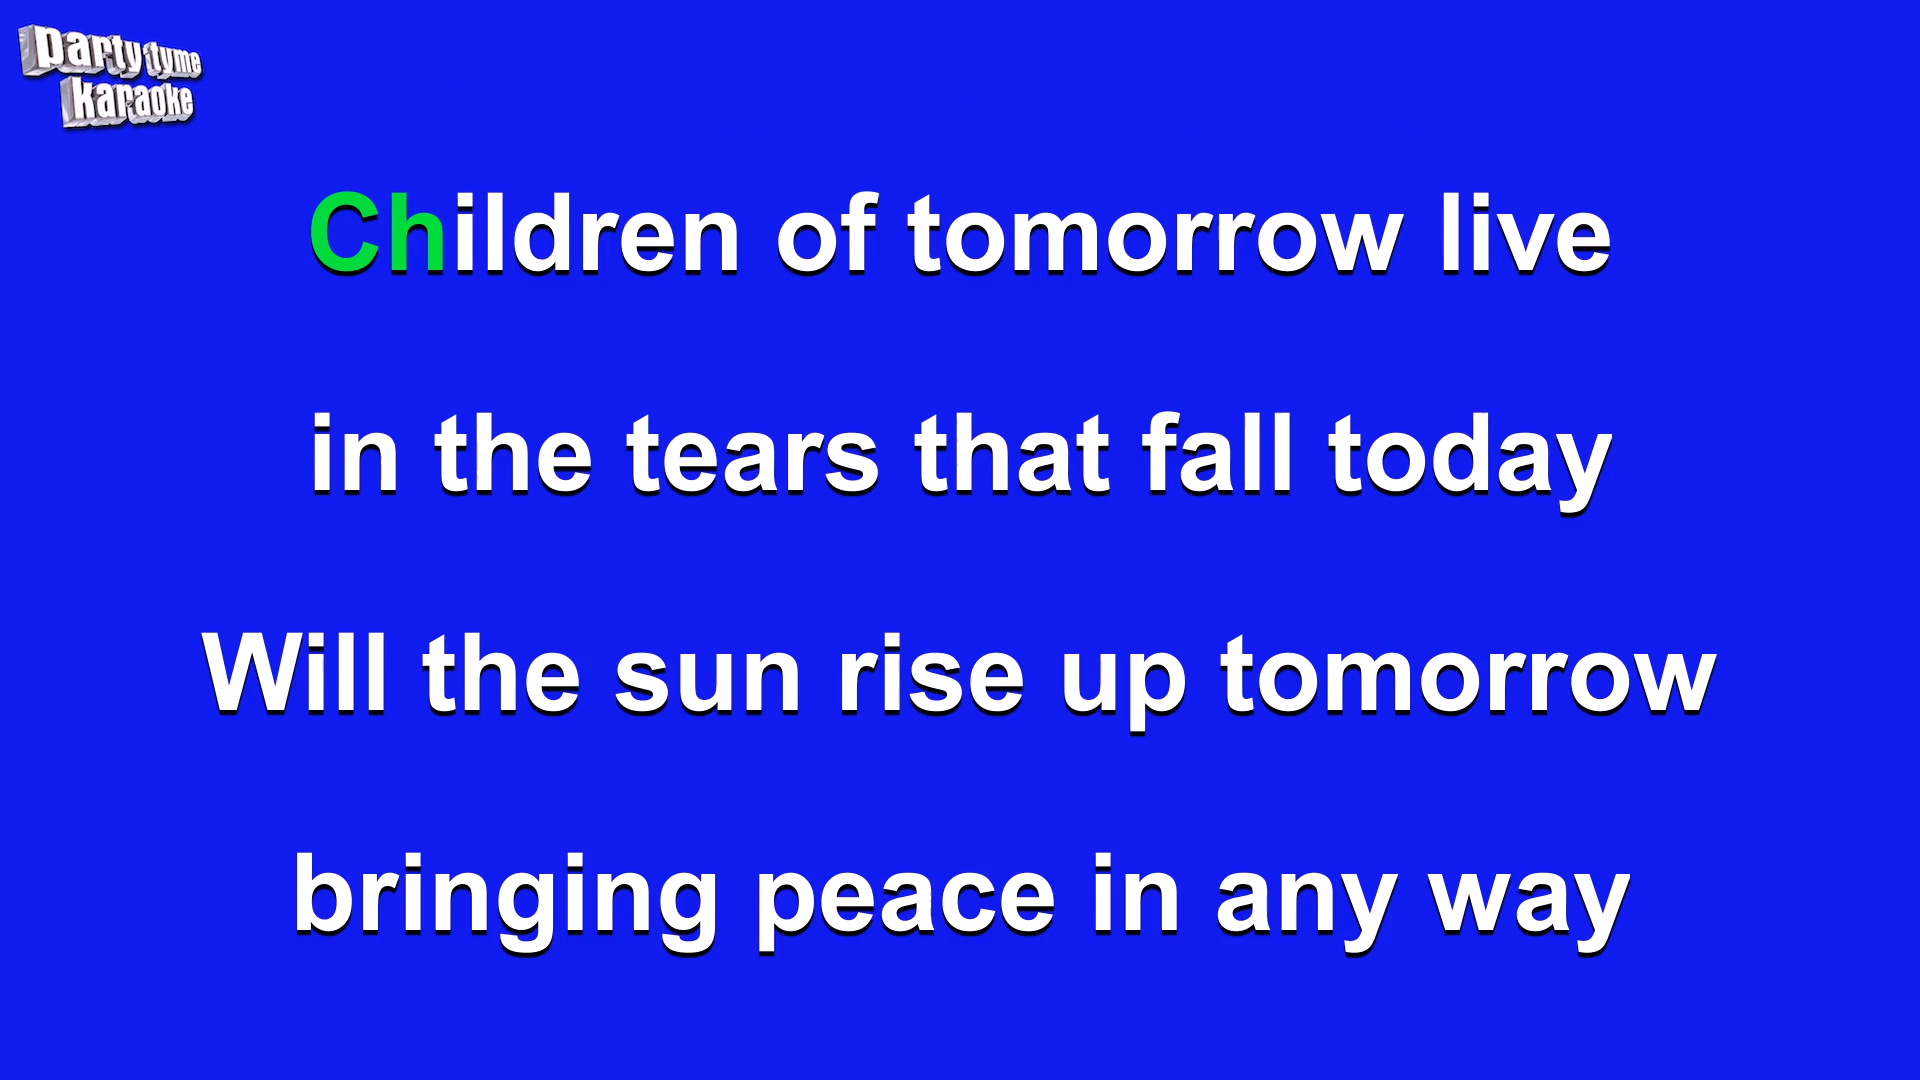 party tyme
karaoke
Children of tomorrow live
in the tears that fall today
Will the sun rise up tomorrow
bringing peace in any way